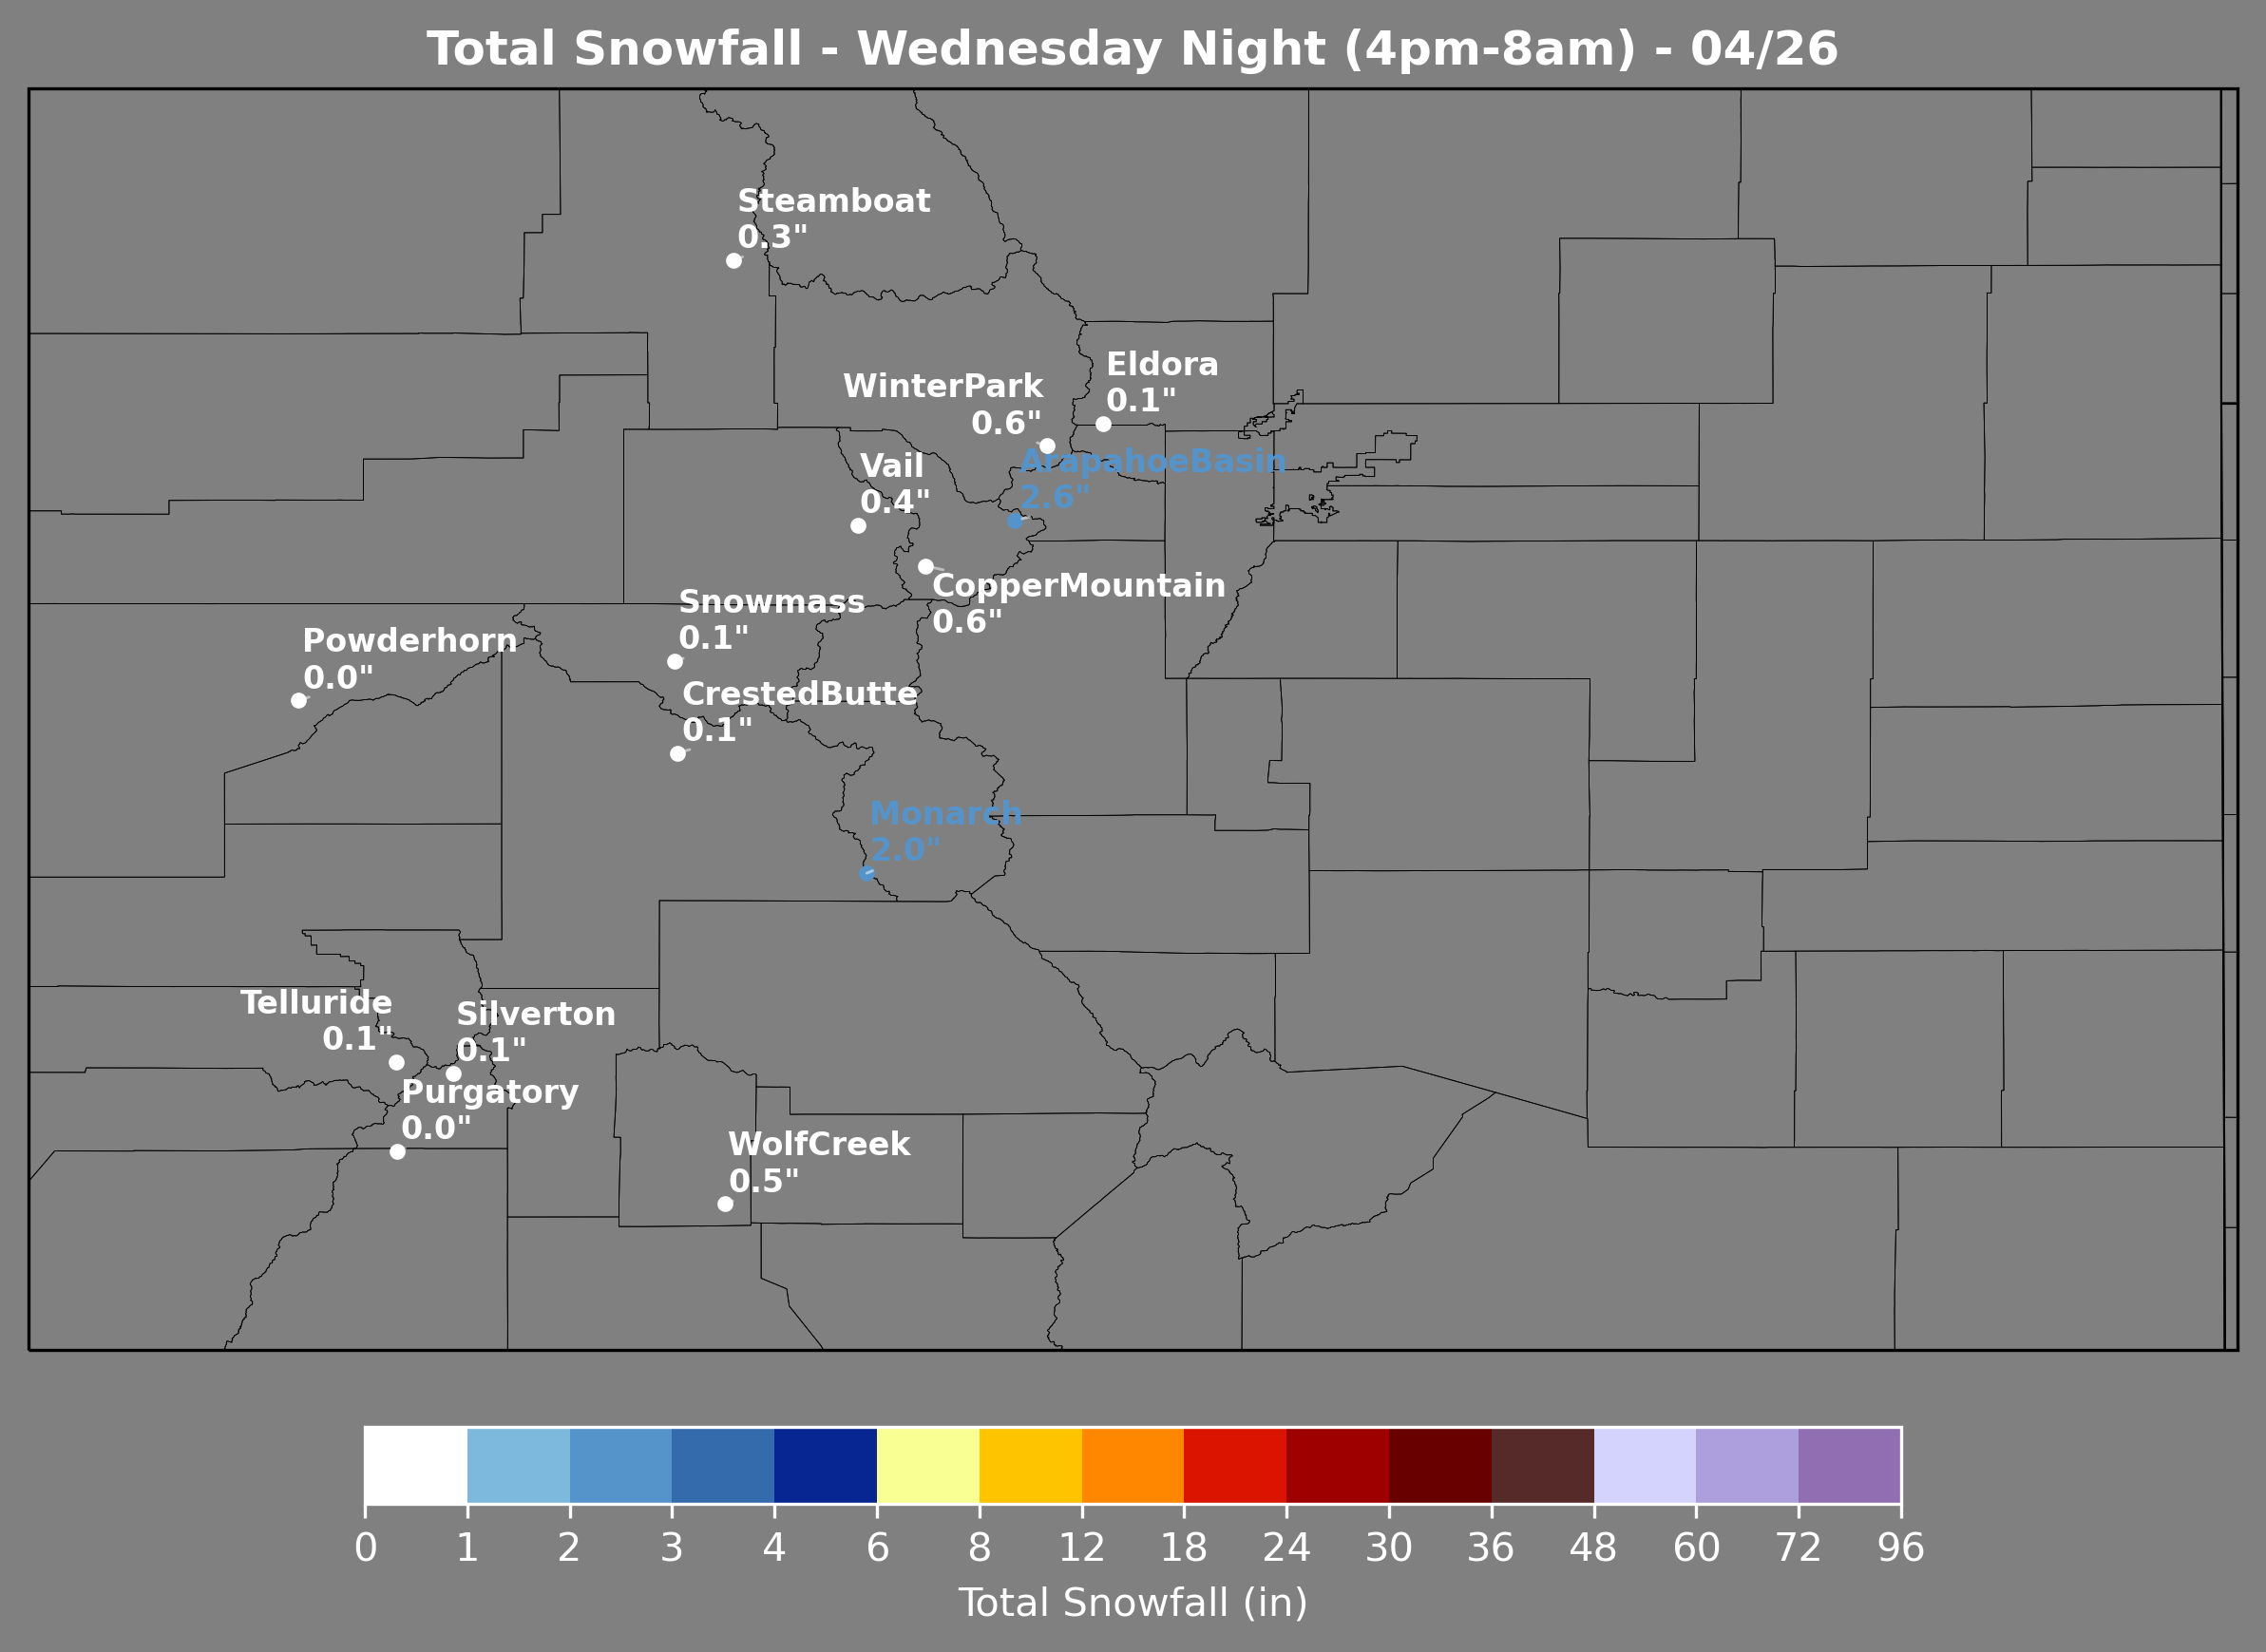 Total Snowfall - Wednesday Night (4pm-8am) - 04/26
Steamboat
0.3"
Eldora
0.1"
WinterPark
0.6"
ArapahoeBasin
2.6"
Vail
0.4"
CopperMountain
0.6"
Snowmass
0.1"
Powderhorn
0.0"
CrestedButte
0.1"
Monarch
2.0"
Telluride
0.1"
Silverton
0.1"
Purgatory
0.0"
WolfCreek
0.5"
0 1 2 3 4 6 8 12 18 24 30 36 48 60 72 96
Total Snowfall (in)